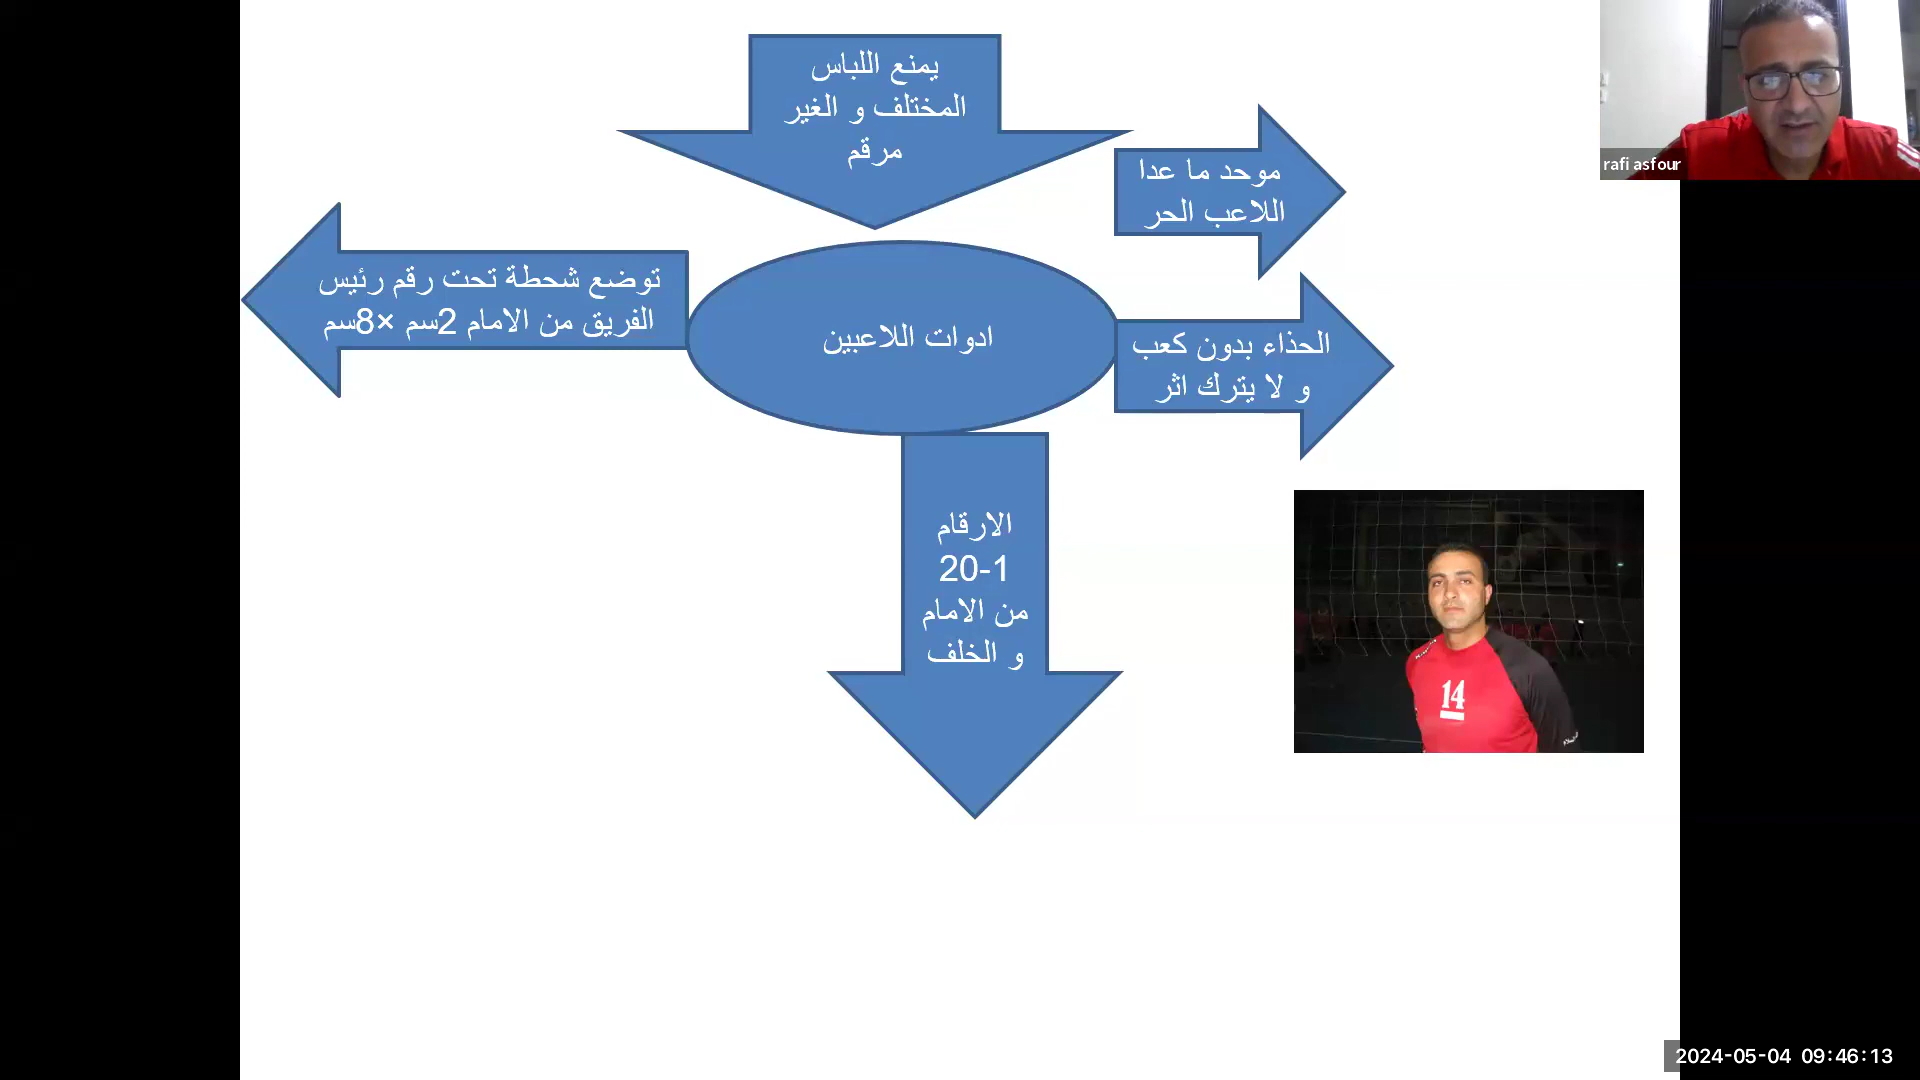 يمنع اللباس
المختلف و الغير
مرقم
موحد ما عدا
اللاعب الحر
توضع شحطة تحت رقم رئيس
الفريق من الامام 2سم ×8سم
ادوات اللاعبين
الحذاء بدون كعب
و لا يترك اثر
الارقام
20-1
من الامام
و الخلف
14
rafi asfour
2024-05-04 09:46:13